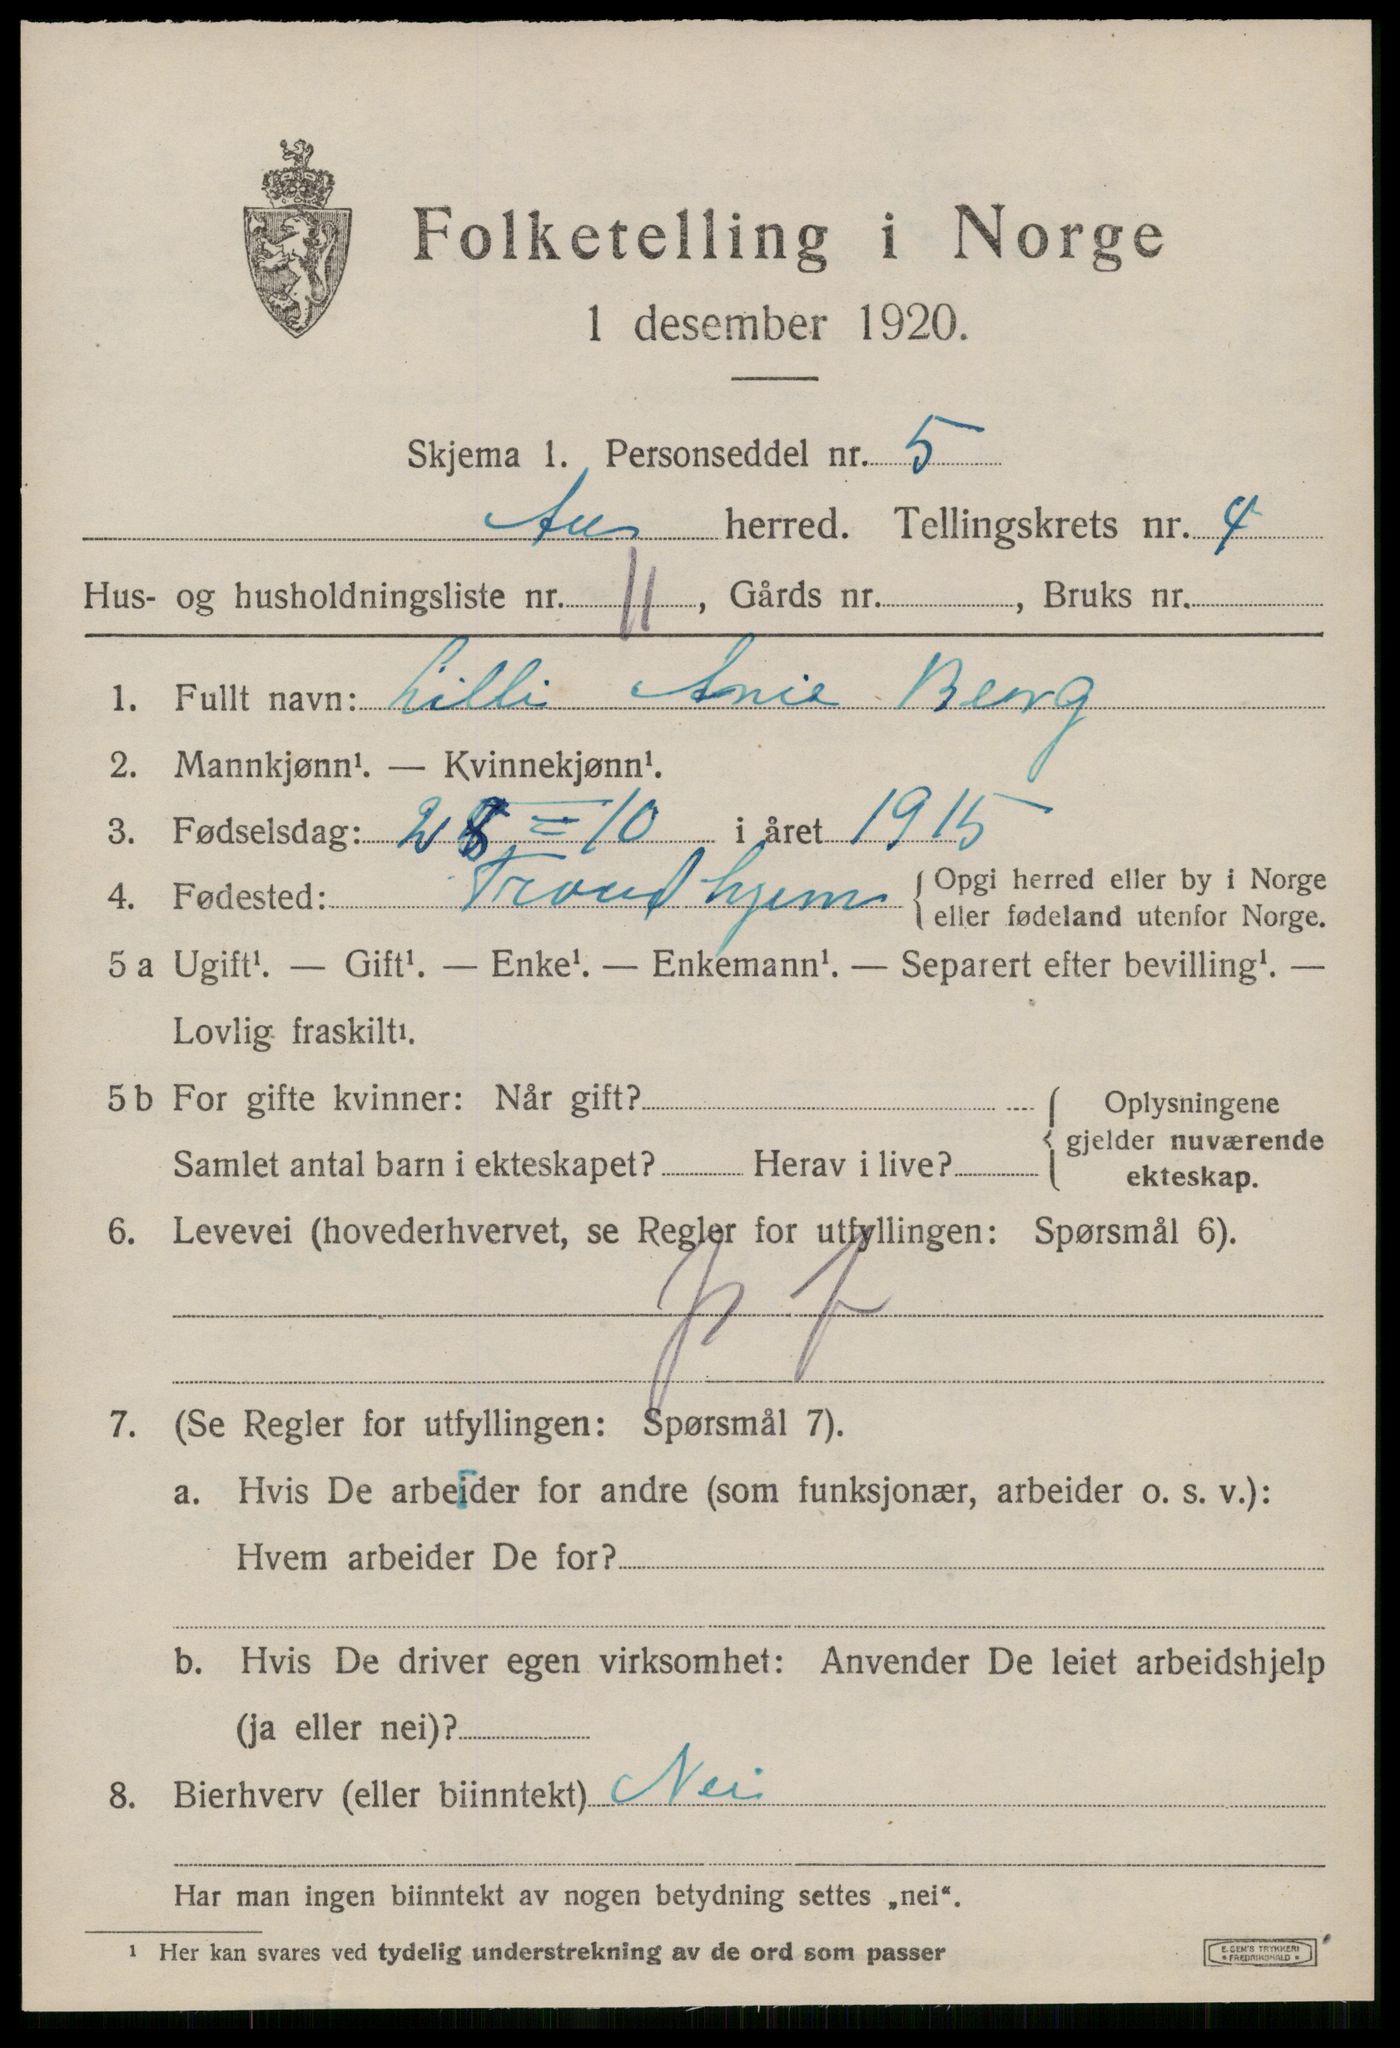 Folketelling i Norge
1 desember 1920.
Skjema 1. Personseddel nr. 5
herred. Tellingskrets nr. 4
Hus- og husholdningsliste nr. 11, Gårds nr. , Bruks nr.
1. Fullt navn: Lilli Anie Berg
2. Mannkjønn¹. — Kvinnekjønn¹.
3. Fødselsdag: 28 = 10 i året 1915
4. Fødested: Trondhjem { Opgi herred eller by i Norge
eller fødeland utenfor Norge.
5 a Ugift¹. — Gift¹. — Enke¹. — Enkemann¹. — Separert efter bevilling¹. —
Lovlig fraskilt¹.
5 b For gifte kvinner: Når gift? { Oplysningene
gjelder nuværende
Samlet antal barn i ekteskapet? Herav i live? ekteskap.
6. Levevei (hovederhvervet, se Regler for utfyllingen: Spørsmål 6).
7. (Se Regler for utfyllingen: Spørsmål 7).
a. Hvis De arbeider for andre (som funksjonær, arbeider o. s. v.):
Hvem arbeider De for?
b. Hvis De driver egen virksomhet: Anvender De leiet arbeidshjelp
(ja eller nei)?
8. Bierhverv (eller biinntekt) Nei
Har man ingen biinntekt av nogen betydning settes „nei“.
¹ Her kan svares ved tydelig understrekning av de ord som passer
E. SEM'S TRYKKERI
* FREDRIKSHALD *